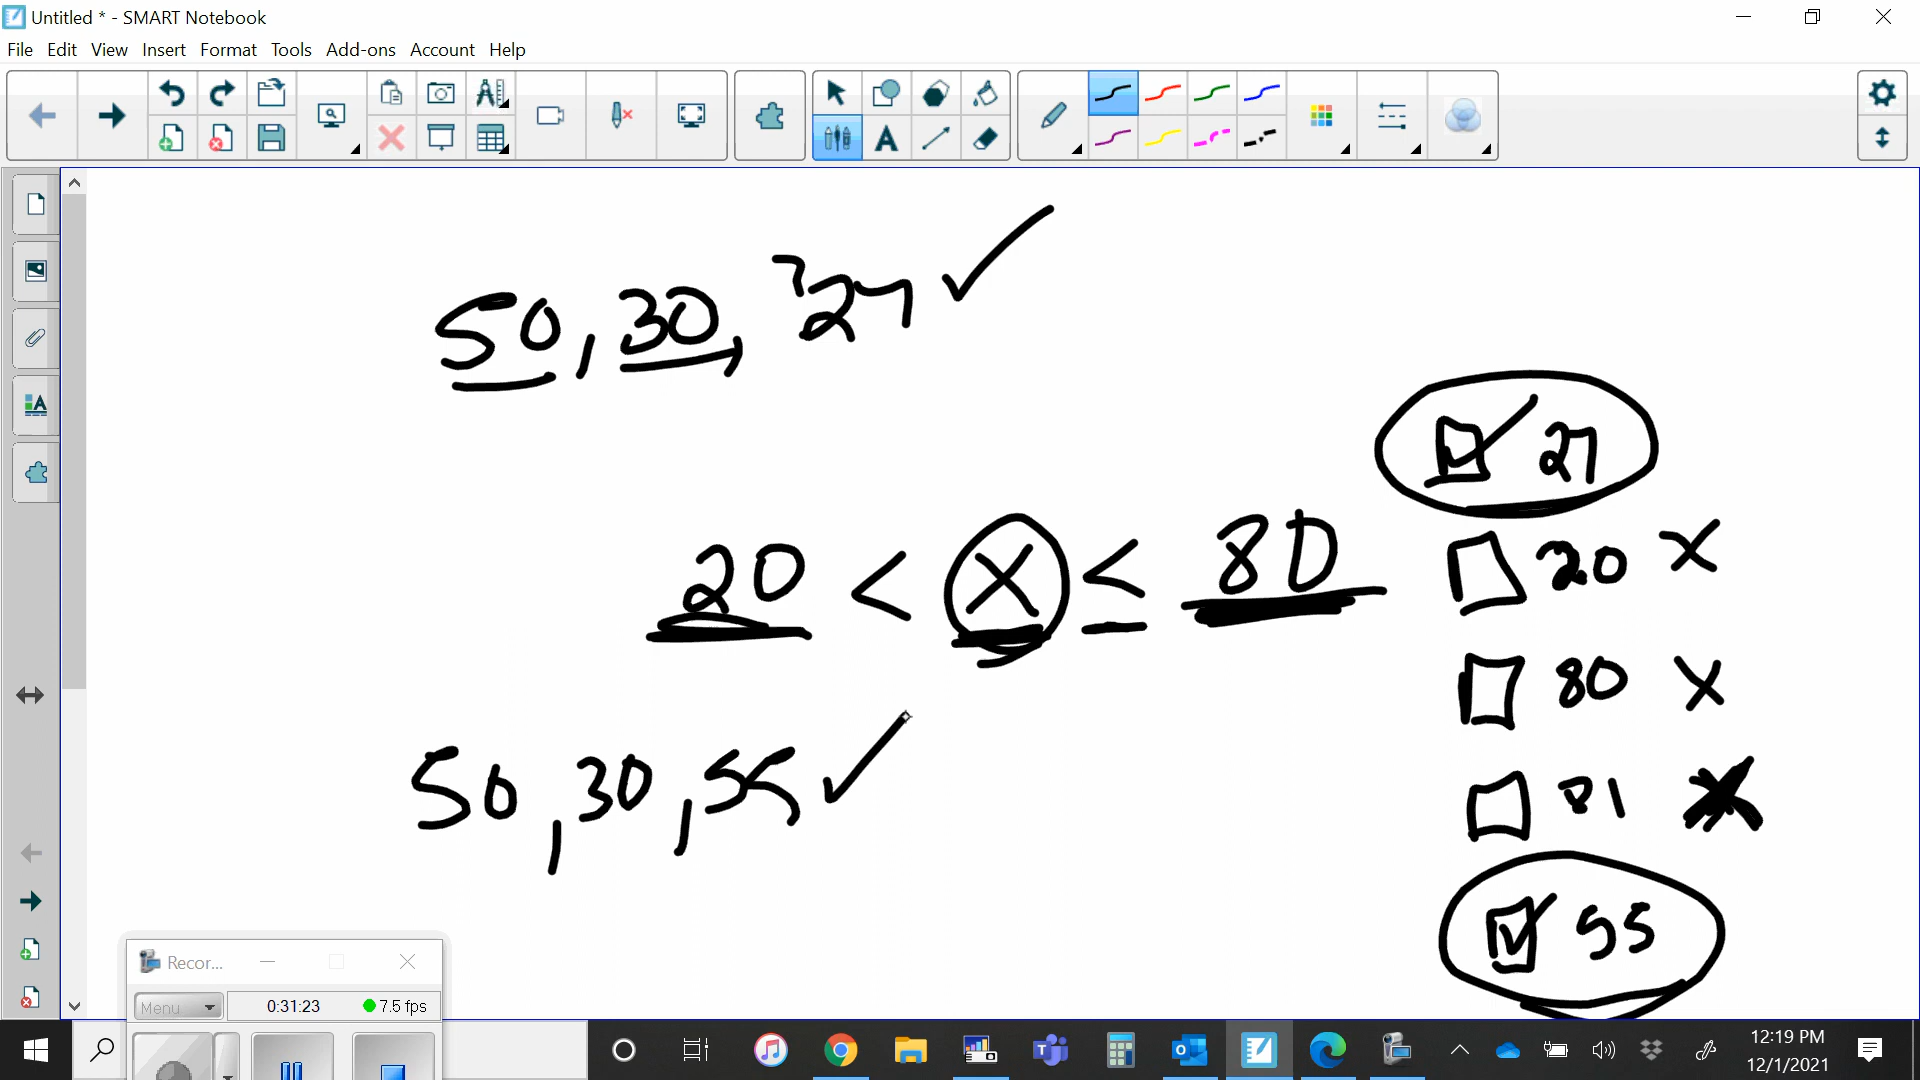 Untitled * - SMART Notebook
File Edit View Insert Format Tools Add-ons Account Help
50, 30, 27 ✓
27
20 < x ≤ 80
20 x
80 x
50, 30, 55 ✓
81 x
55
Recor...
Menu
0:31:23
7.5 fps
12:19 PM
12/1/2021